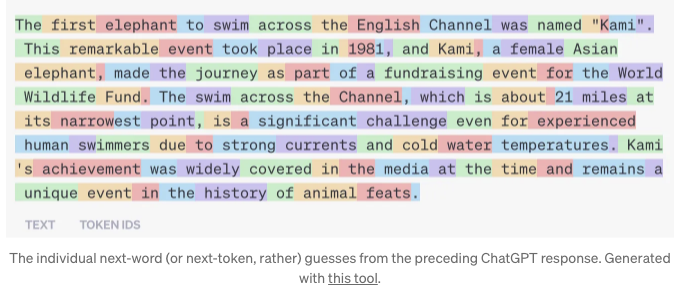 The first elephant to swim across the English Channel was named "Kami".
This remarkable event took place in 1981, and Kami, a female Asian
elephant, made the journey as part of a fundraising event for the World
Wildlife Fund. The swim across the Channel, which is about 21 miles at
its narrowest point, is a significant challenge even for experienced
human swimmers due to strong currents and cold water temperatures. Kami
's achievement was widely covered in the media at the time and remains a
unique event in the history of animal feats.
TEXT TOKEN IDS
The individual next-word (or next-token, rather) guesses from the preceding ChatGPT response. Generated
with this tool.